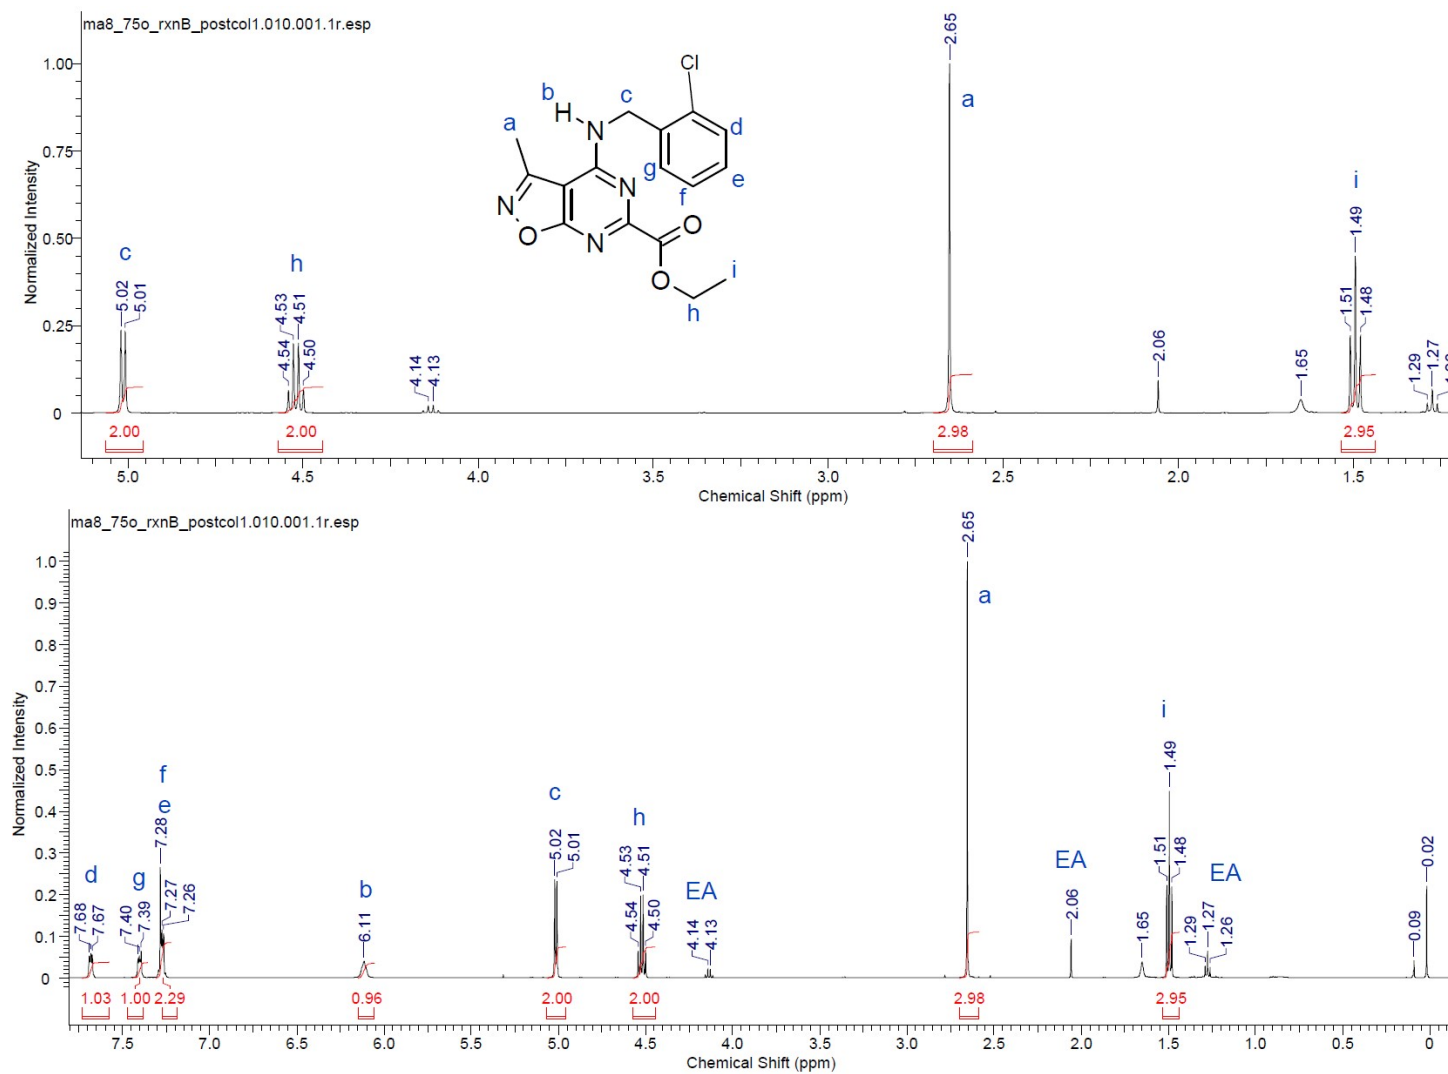 ma8_75o_rxnB_postcol1.010.001.1r.esp
2.65
1.00
Cl
b
c
H
a
a
N
d
0.75
g
e
N
f
i
N
O
N
O
i
1.49
0.50
c
h
O
h
1.51
1.48
5.02
5.01
4.53
4.51
0.25
4.54
4.50
4.14
4.13
2.06
1.65
1.29
1.27
0
2.00
2.00
2.98
2.95
5.0
4.5
4.0
3.5
3.0
2.5
2.0
1.5
Chemical Shift (ppm)
Normalized Intensity
ma8_75o_rxnB_postcol1.010.001.1r.esp
2.65
1.0
a
0.9
0.8
0.7
0.6
i
1.49
0.5
f
e
c
h
0.4
7.28
5.02
5.01
4.53
4.51
1.51
1.48
0.3
d
g
7.27
7.26
b
EA
EA
EA
0.02
0.2
7.68
7.67
7.40
7.39
6.11
4.54
4.50
4.14
4.13
2.06
1.65
1.29
1.27
1.26
0.09
0.1
0
1.03
1.00
2.29
0.96
2.00
2.00
2.98
2.95
7.5
7.0
6.5
6.0
5.5
5.0
4.5
4.0
3.5
3.0
2.5
2.0
1.5
1.0
0.5
0
Chemical Shift (ppm)
Normalized Intensity